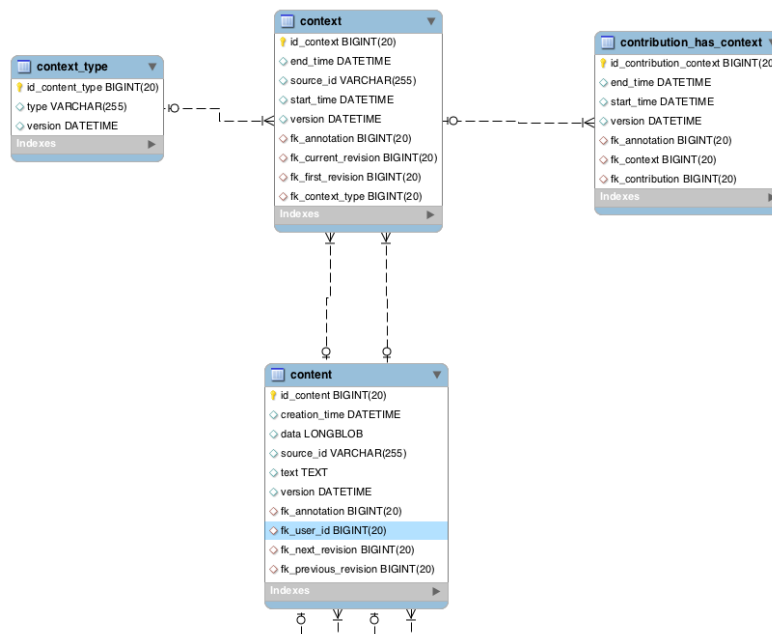 context
id_context BIGINT(20)
end_time DATETIME
source_id VARCHAR(255)
start_time DATETIME
version DATETIME
fk_annotation BIGINT(20)
fk_current_revision BIGINT(20)
fk_first_revision BIGINT(20)
fk_context_type BIGINT(20)
Indexes
context_type
id_content_type BIGINT(20)
type VARCHAR(255)
version DATETIME
Indexes
contribution_has_context
id_contribution_context BIGINT(20
end_time DATETIME
start_time DATETIME
version DATETIME
fk_annotation BIGINT(20)
fk_context BIGINT(20)
fk_contribution BIGINT(20)
Indexes
content
id_content BIGINT(20)
creation_time DATETIME
data LONGBLOB
source_id VARCHAR(255)
text TEXT
version DATETIME
fk_annotation BIGINT(20)
fk_user_id BIGINT(20)
fk_next_revision BIGINT(20)
fk_previous_revision BIGINT(20)
Indexes